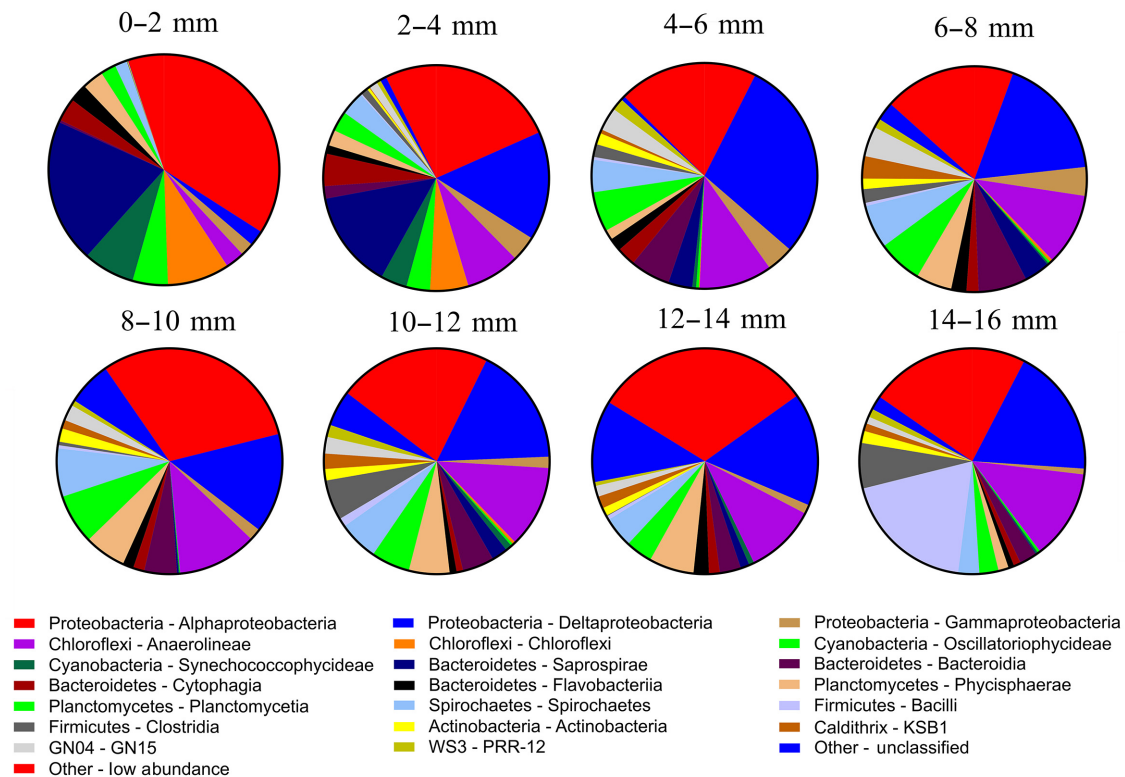 0–2 mm
2–4 mm
4–6 mm
6–8 mm
8–10 mm
10–12 mm
12–14 mm
14–16 mm
Proteobacteria - Alphaproteobacteria
Proteobacteria - Deltaproteobacteria
Proteobacteria - Gammaproteobacteria
Chloroflexi - Anaerolineae
Chloroflexi - Chloroflexi
Cyanobacteria - Oscillatoriophycideae
Cyanobacteria - Synechococcophycideae
Bacteroidetes - Saprospirae
Bacteroidetes - Bacteroidia
Bacteroidetes - Cytophagia
Bacteroidetes - Flavobacteriia
Planctomycetes - Phycisphaerae
Planctomycetes - Planctomycetia
Spirochaetes - Spirochaetes
Firmicutes - Bacilli
Firmicutes - Clostridia
Actinobacteria - Actinobacteria
Caldithrix - KSB1
GN04 - GN15
WS3 - PRR-12
Other - unclassified
Other - low abundance